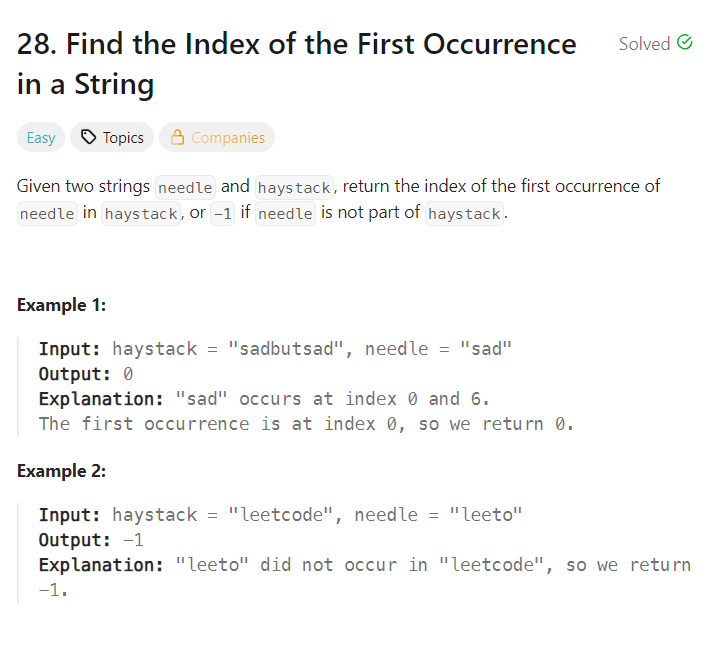 28. Find the Index of the First Occurrence
in a String
Solved
Easy
Topics
Companies
Given two strings needle and haystack, return the index of the first occurrence of
needle in haystack, or -1 if needle is not part of haystack.
Example 1:
Input: haystack = "sadbutsad", needle = "sad"
Output: 0
Explanation: "sad" occurs at index 0 and 6.
The first occurrence is at index 0, so we return 0.
Example 2:
Input: haystack = "leetcode", needle = "leeto"
Output: -1
Explanation: "leeto" did not occur in "leetcode", so we return
-1.